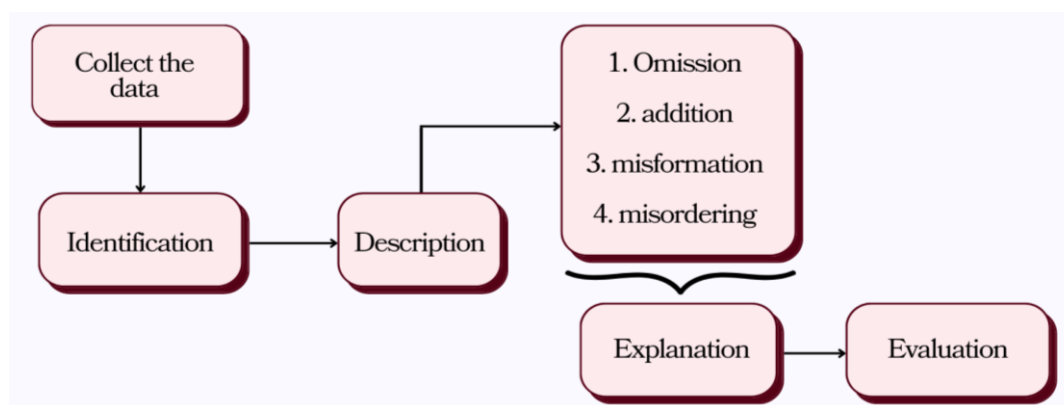 Collect the
data
Identification
Description
1. Omission
2. addition
3. misformation
4. misordering
Explanation
Evaluation